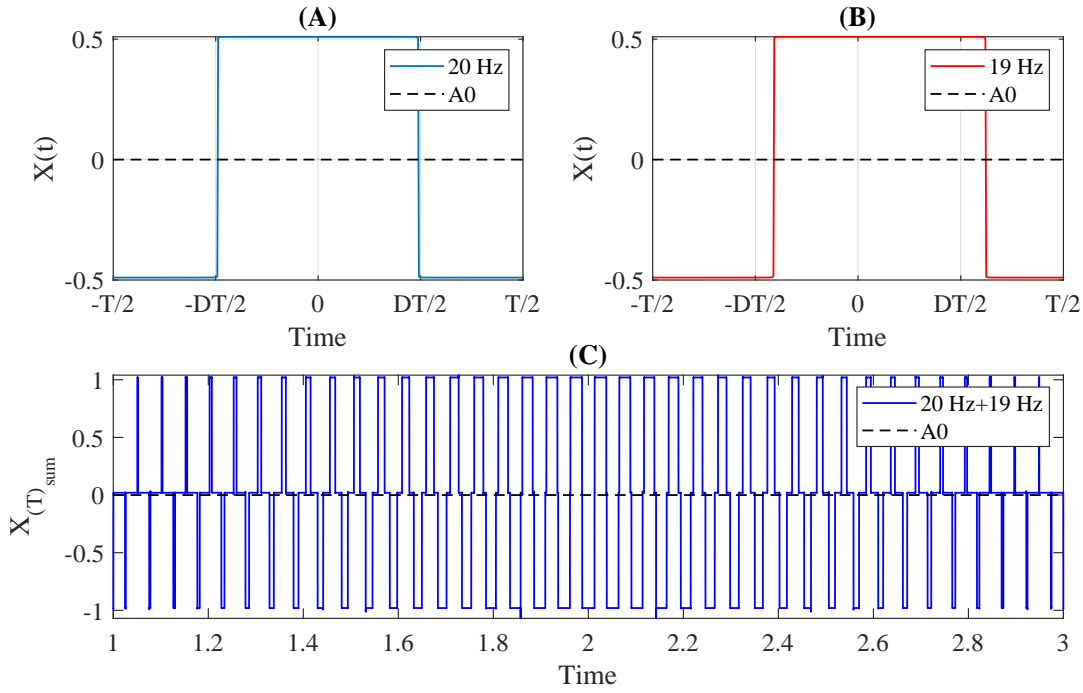 (A)
0.5
0
-0.5
X(t)
-T/2 -DT/2 0 DT/2 T/2
Time
20 Hz
A0
(B)
0.5
0
-0.5
X(t)
-T/2 -DT/2 0 DT/2 T/2
Time
19 Hz
A0
(C)
1
0.5
0
-0.5
-1
X(T)sum
1 1.2 1.4 1.6 1.8 2 2.2 2.4 2.6 2.8 3
Time
20 Hz+19 Hz
A0